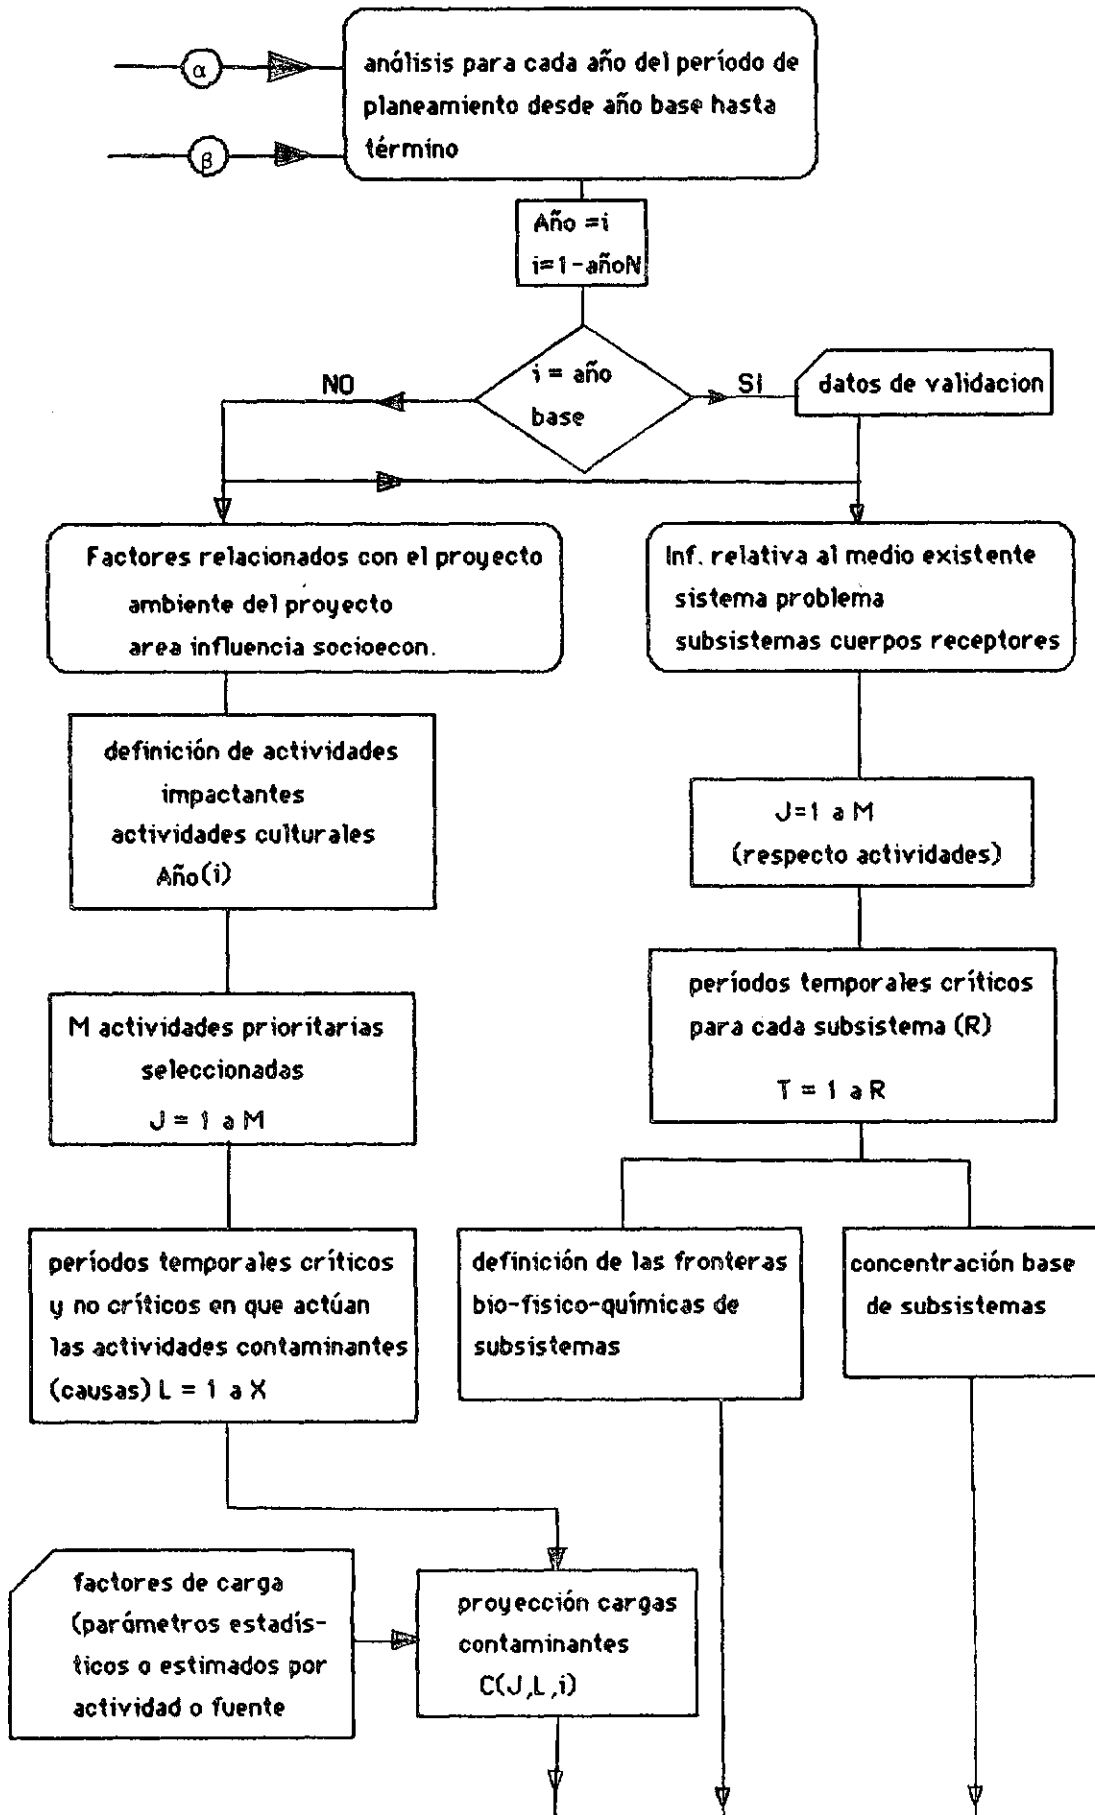 α
análisis para cada año del período de
planeamiento desde año base hasta
término
β
Año =i
i=1-añoN
i = año
base
NO
SI
datos de validacion
Factores relacionados con el proyecto
ambiente del proyecto
area influencia socioecon.
Inf. relativa al medio existente
sistema problema
subsistemas cuerpos receptores
definición de actividades
impactantes
actividades culturales
Año(i)
J=1 a M
(respecto actividades)
M actividades prioritarias
seleccionadas
J = 1 a M
períodos temporales críticos
para cada subsistema (R)
T = 1 a R
períodos temporales críticos
y no críticos en que actúan
las actividades contaminantes
(causas) L = 1 a X
definición de las fronteras
bio-fisico-químicas de
subsistemas
concentración base
de subsistemas
factores de carga
(parámetros estadís-
ticos o estimados por
actividad o fuente
proyección cargas
contaminantes
C(J,L,i)